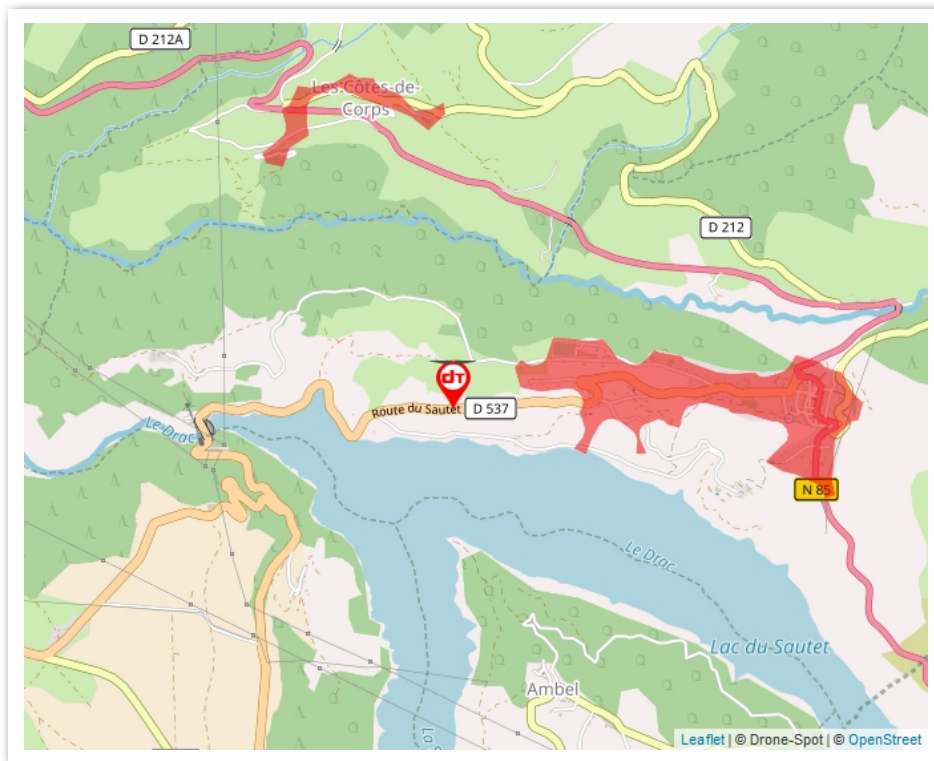 D 212A
Les Côtes-de-
Corps
D 212
dT
Route du Sautet
D 537
Le Drac
N 85
Le Drac
Lac du Sautet
Ambel
Leaflet | © Drone-Spot | © OpenStreet